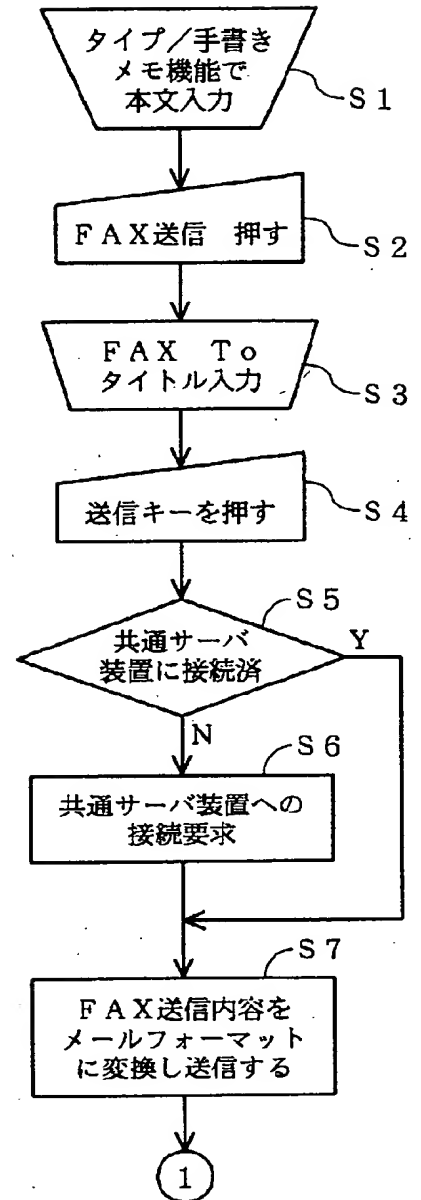 タイプ／手書き
メモ機能で
本文入力
Ｓ１
ＦＡＸ送信　押す
Ｓ２
ＦＡＸ　Ｔｏ
タイトル入力
Ｓ３
送信キーを押す
Ｓ４
Ｓ５
共通サーバ
装置に接続済
Ｙ
Ｎ
Ｓ６
共通サーバ装置への
接続要求
Ｓ７
ＦＡＸ送信内容を
メールフォーマット
に変換し送信する
１